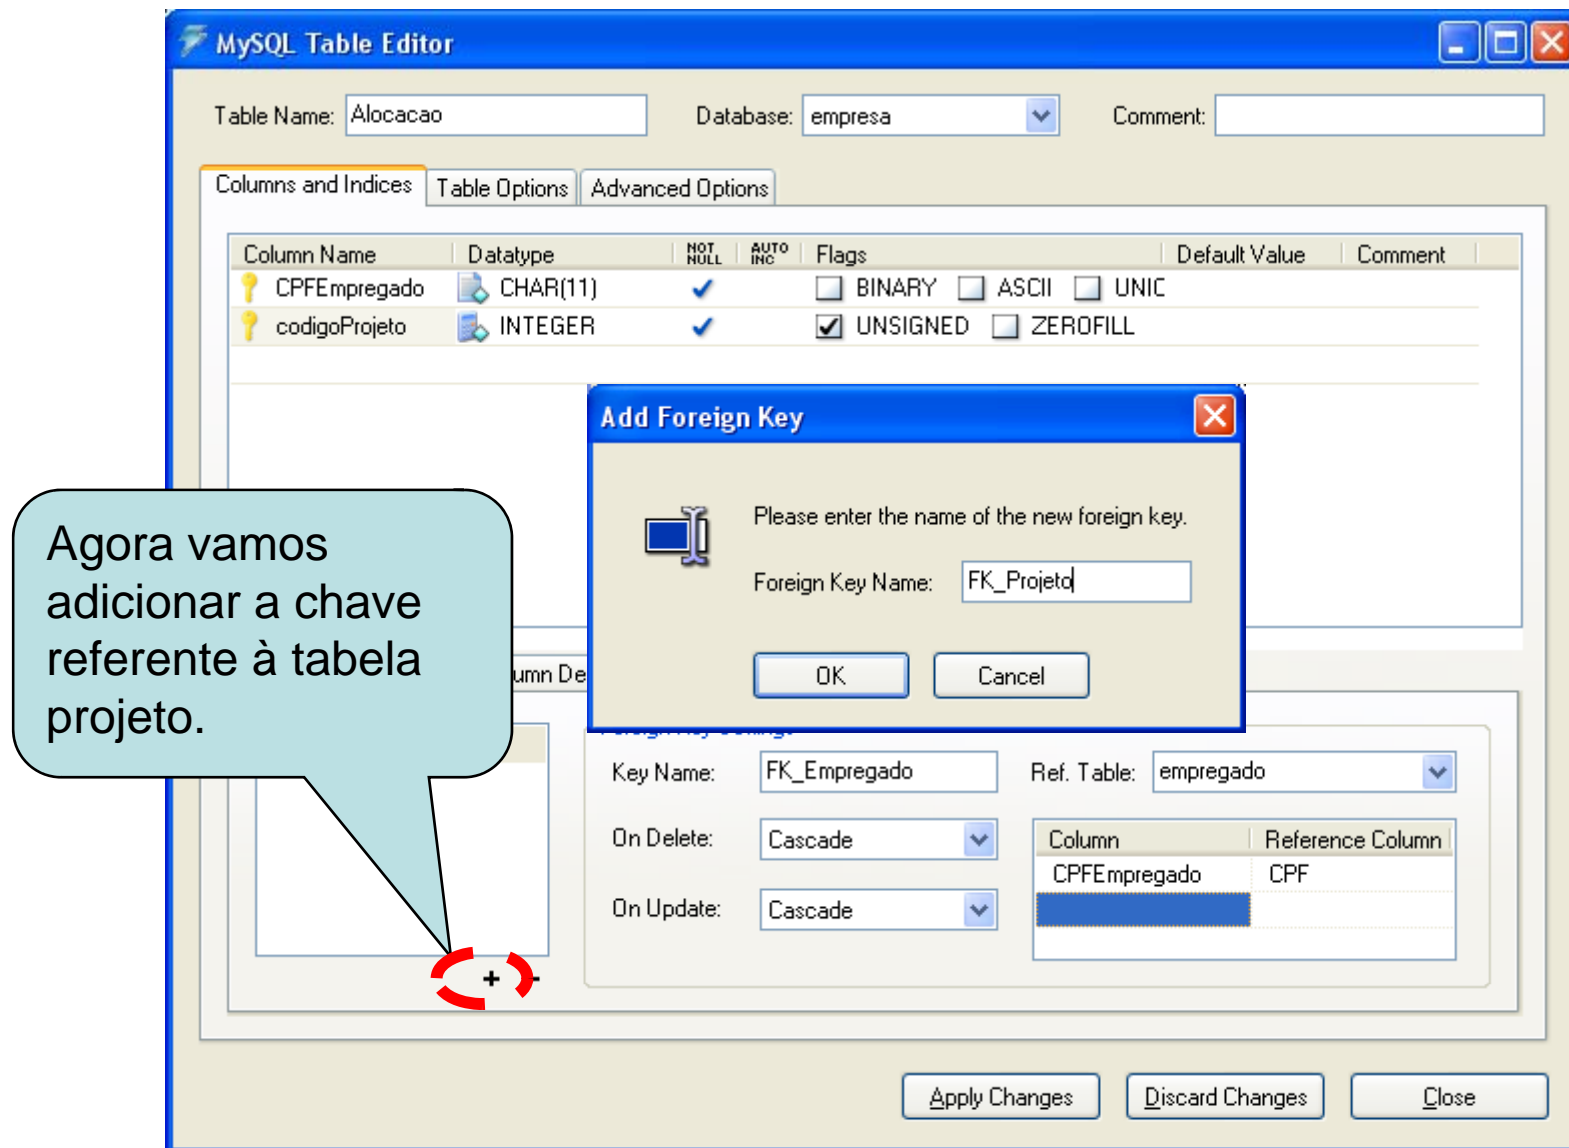 MySQL Table Editor
Table Name: Alocacao Database: empresa Comment:
Columns and Indices Table Options Advanced Options
Column Name Datatype NOT NULL AUTO INC Flags Default Value Comment
CPFEmpregado CHAR(11) BINARY ASCII UNIC
codigoProjeto INTEGER UNSIGNED ZEROFILL
Add Foreign Key
Please enter the name of the new foreign key.
Foreign Key Name: FK_Projeto
OK Cancel
Agora vamos
adicionar a chave
referente à tabela
projeto.
umn De
Key Name: FK_Empregado Ref. Table: empregado
On Delete: Cascade
Column Reference Column
CPFEmpregado CPF
On Update: Cascade
+ -
Apply Changes Discard Changes Close